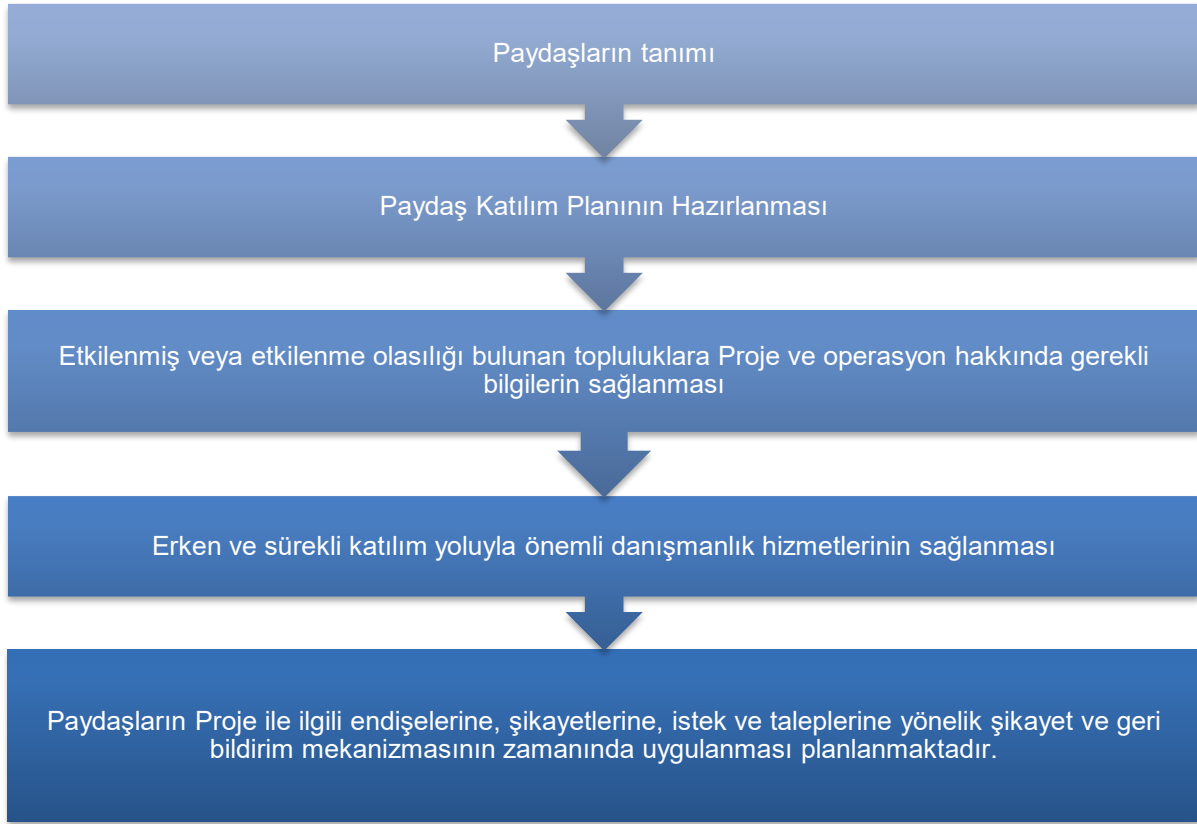 Paydaşların tanımı
Paydaş Katılım Planının Hazırlanması
Etkilenmiş veya etkilenme olasılığı bulunan topluluklara Proje ve operasyon hakkında gerekli
bilgilerin sağlanması
Erken ve sürekli katılım yoluyla önemli danışmanlık hizmetlerinin sağlanması
Paydaşların Proje ile ilgili endişelerine, şikayetlerine, istek ve taleplerine yönelik şikayet ve geri
bildirim mekanizmasının zamanında uygulanması planlanmaktadır.